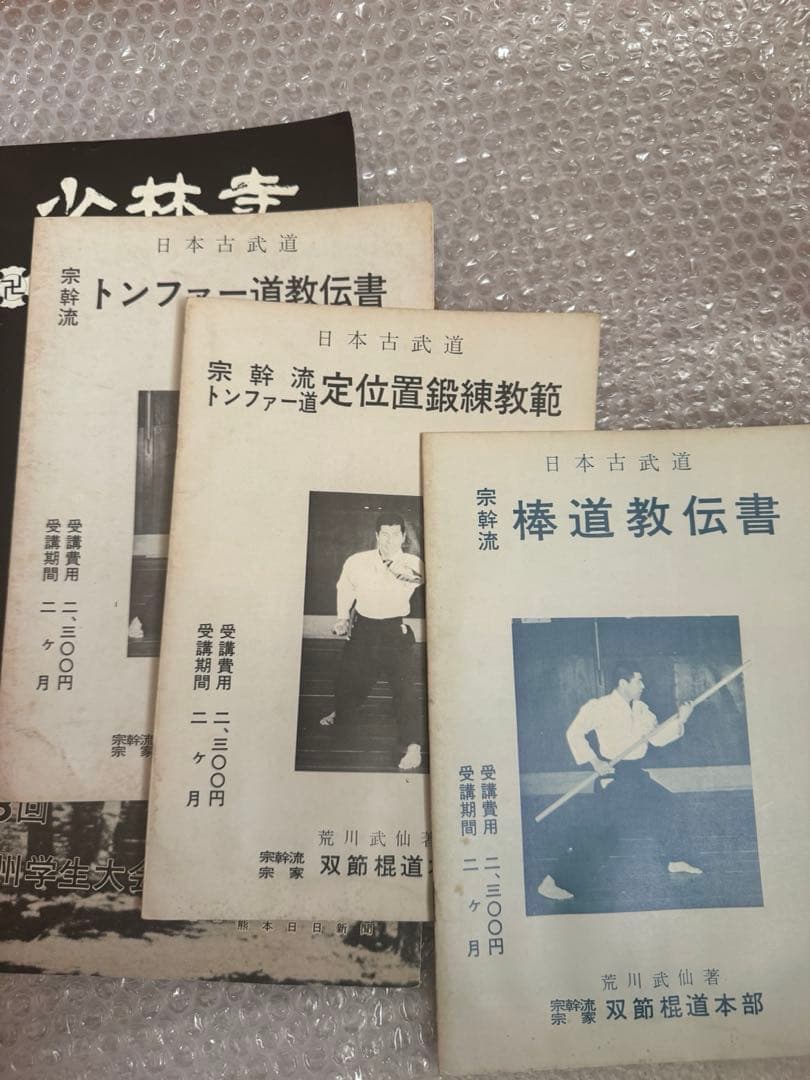 少林寺
日本古武道
宗幹流
トンファー道教伝書
受講費用 二、三〇〇円
受講期間 二ヶ月
宗幹流
宗家
日本古武道
宗幹流
トンファー道
定位置鍛練教範
受講費用 二、三〇〇円
受講期間 二ヶ月
荒川武仙著
宗幹流
宗家
双節棍道本
日本古武道
宗幹流
棒道教伝書
受講費用 二、三〇〇円
受講期間 二ヶ月
荒川武仙著
宗幹流
宗家
双節棍道本部
回
州学生大会
熊本日日新聞